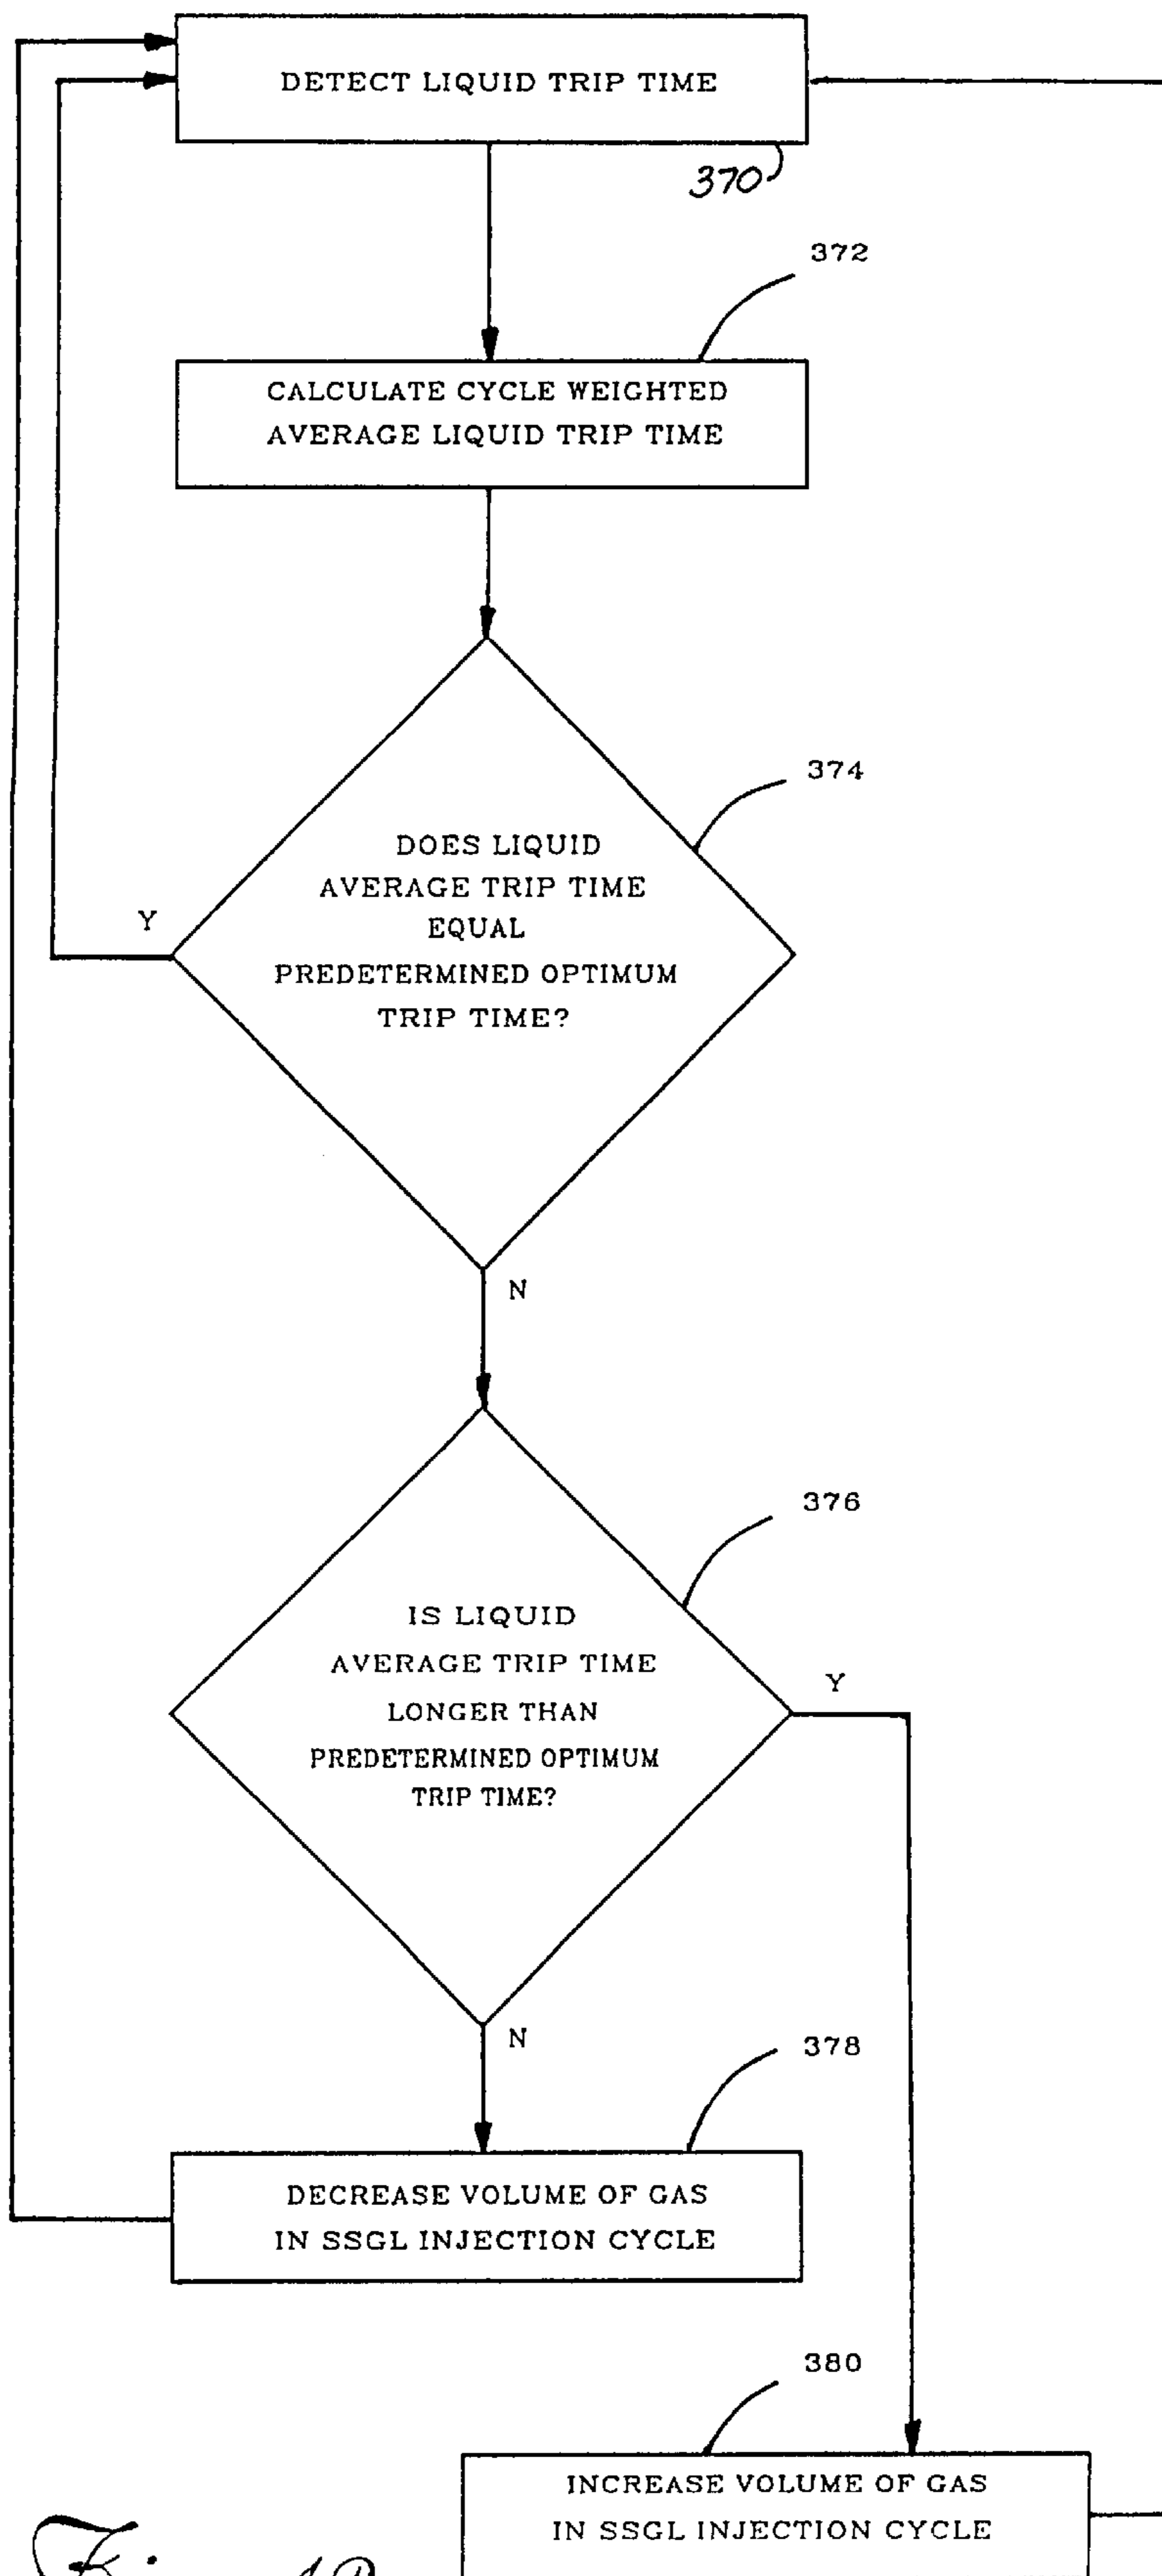 DETECT LIQUID TRIP TIME
370
372
CALCULATE CYCLE WEIGHTED
AVERAGE LIQUID TRIP TIME
374
DOES LIQUID
AVERAGE TRIP TIME
EQUAL
PREDETERMINED OPTIMUM
TRIP TIME?
Y
N
376
IS LIQUID
AVERAGE TRIP TIME
LONGER THAN
PREDETERMINED OPTIMUM
TRIP TIME?
Y
N
378
DECREASE VOLUME OF GAS
IN SSGL INJECTION CYCLE
380
INCREASE VOLUME OF GAS
IN SSGL INJECTION CYCLE